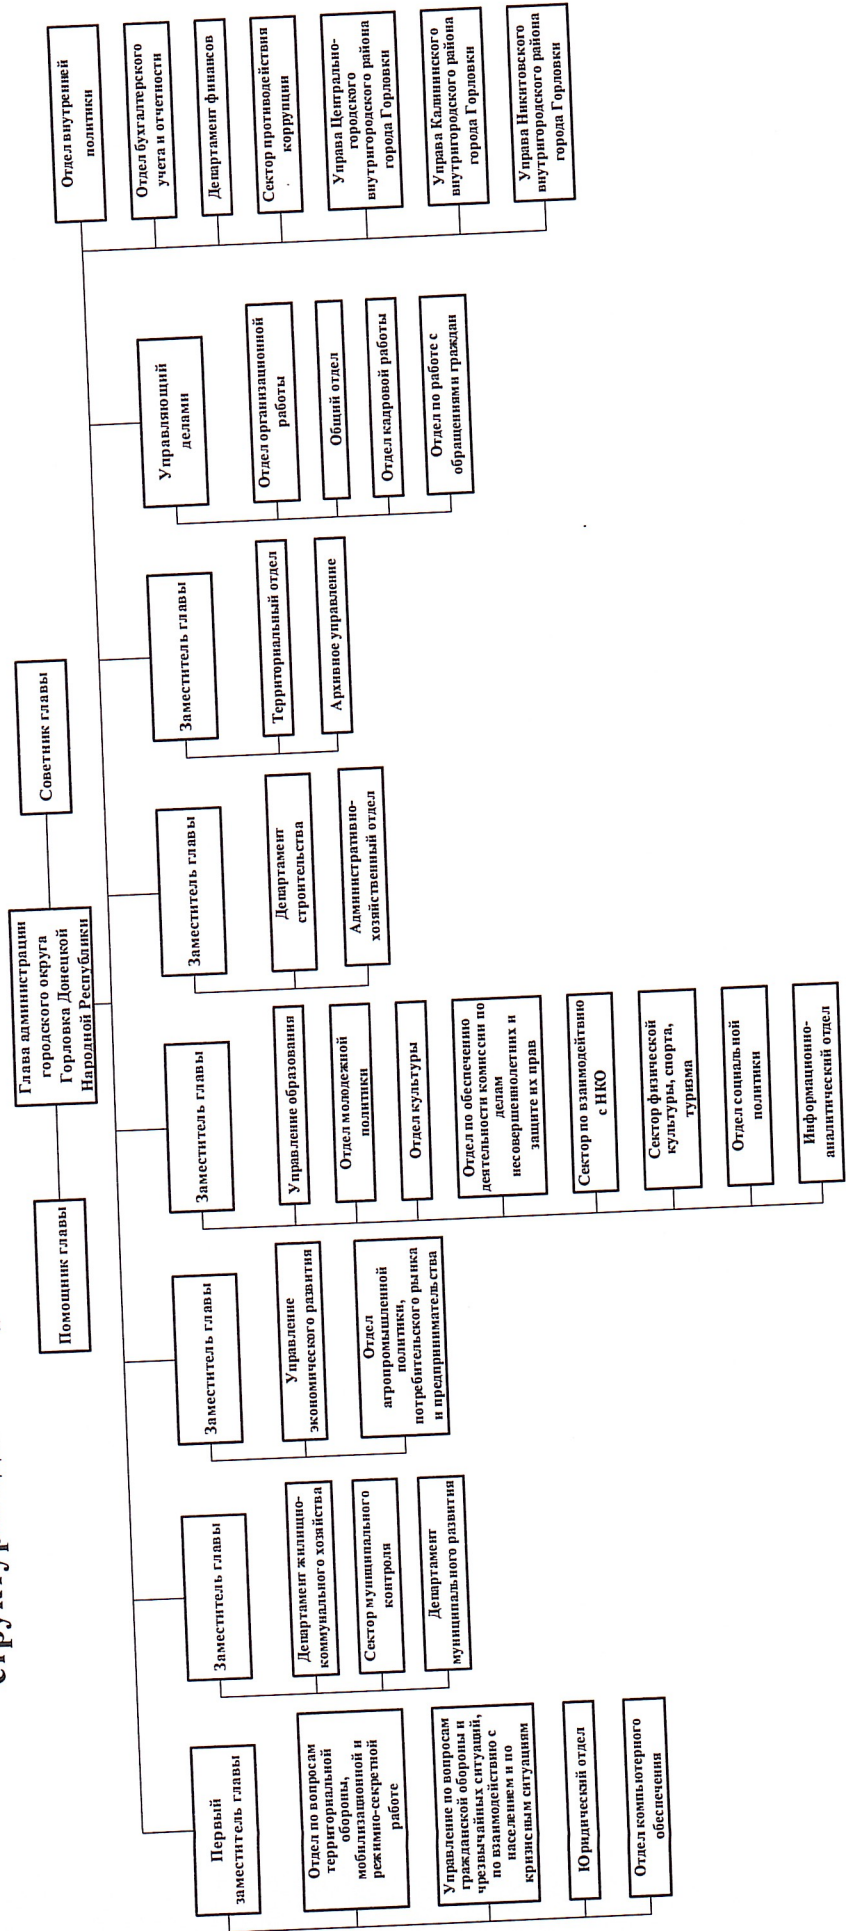 Глава администрации
городского округа
Горловка Донецкой
Народной Республики
Помощник главы
Советник главы
Первый
заместитель главы
Отдел по вопросам
территориальной
обороны,
мобилизационной и
режимно-секретной
работе
Управление по вопросам
гражданской обороны и
чрезвычайных ситуаций,
по взаимодействию с
населением и по
кризисным ситуациям
Юридический отдел
Отдел компьютерного
обеспечения
Заместитель главы
Департамент жилищно-
коммунального хозяйства
Сектор муниципального
контроля
Департамент
муниципального развития
Заместитель главы
Управление
экономического развития
Отдел
агропромышленной
политики,
потребительского рынка
и предпринимательства
Заместитель главы
Управление образования
Отдел молодежной
политики
Отдел культуры
Отдел по обеспечению
деятельности комиссии по
делам
несовершеннолетних и
защите их прав
Сектор по взаимодейтвию
с НКО
Сектор физической
культуры, спорта,
туризма
Отдел социальной
политики
Информационно-
аналитический отдел
Заместитель главы
Департамент
строительства
Административно-
хозяйственный отдел
Заместитель главы
Территориальный отдел
Архивное управление
Управляющий
делами
Отдел организационной
работы
Общий отдел
Отдел кадровой работы
Отдел по работе с
обращениями граждан
Отдел внутренней
политики
Отдел бухгалтерского
учета и отчетности
Департамент финансов
Сектор противодействия
коррупции
Управа Центрально-
городского
внутригородского района
города Горловки
Управа Калининского
внутригородского района
города Горловки
Управа Никитовского
внутригородского района
города Горловки